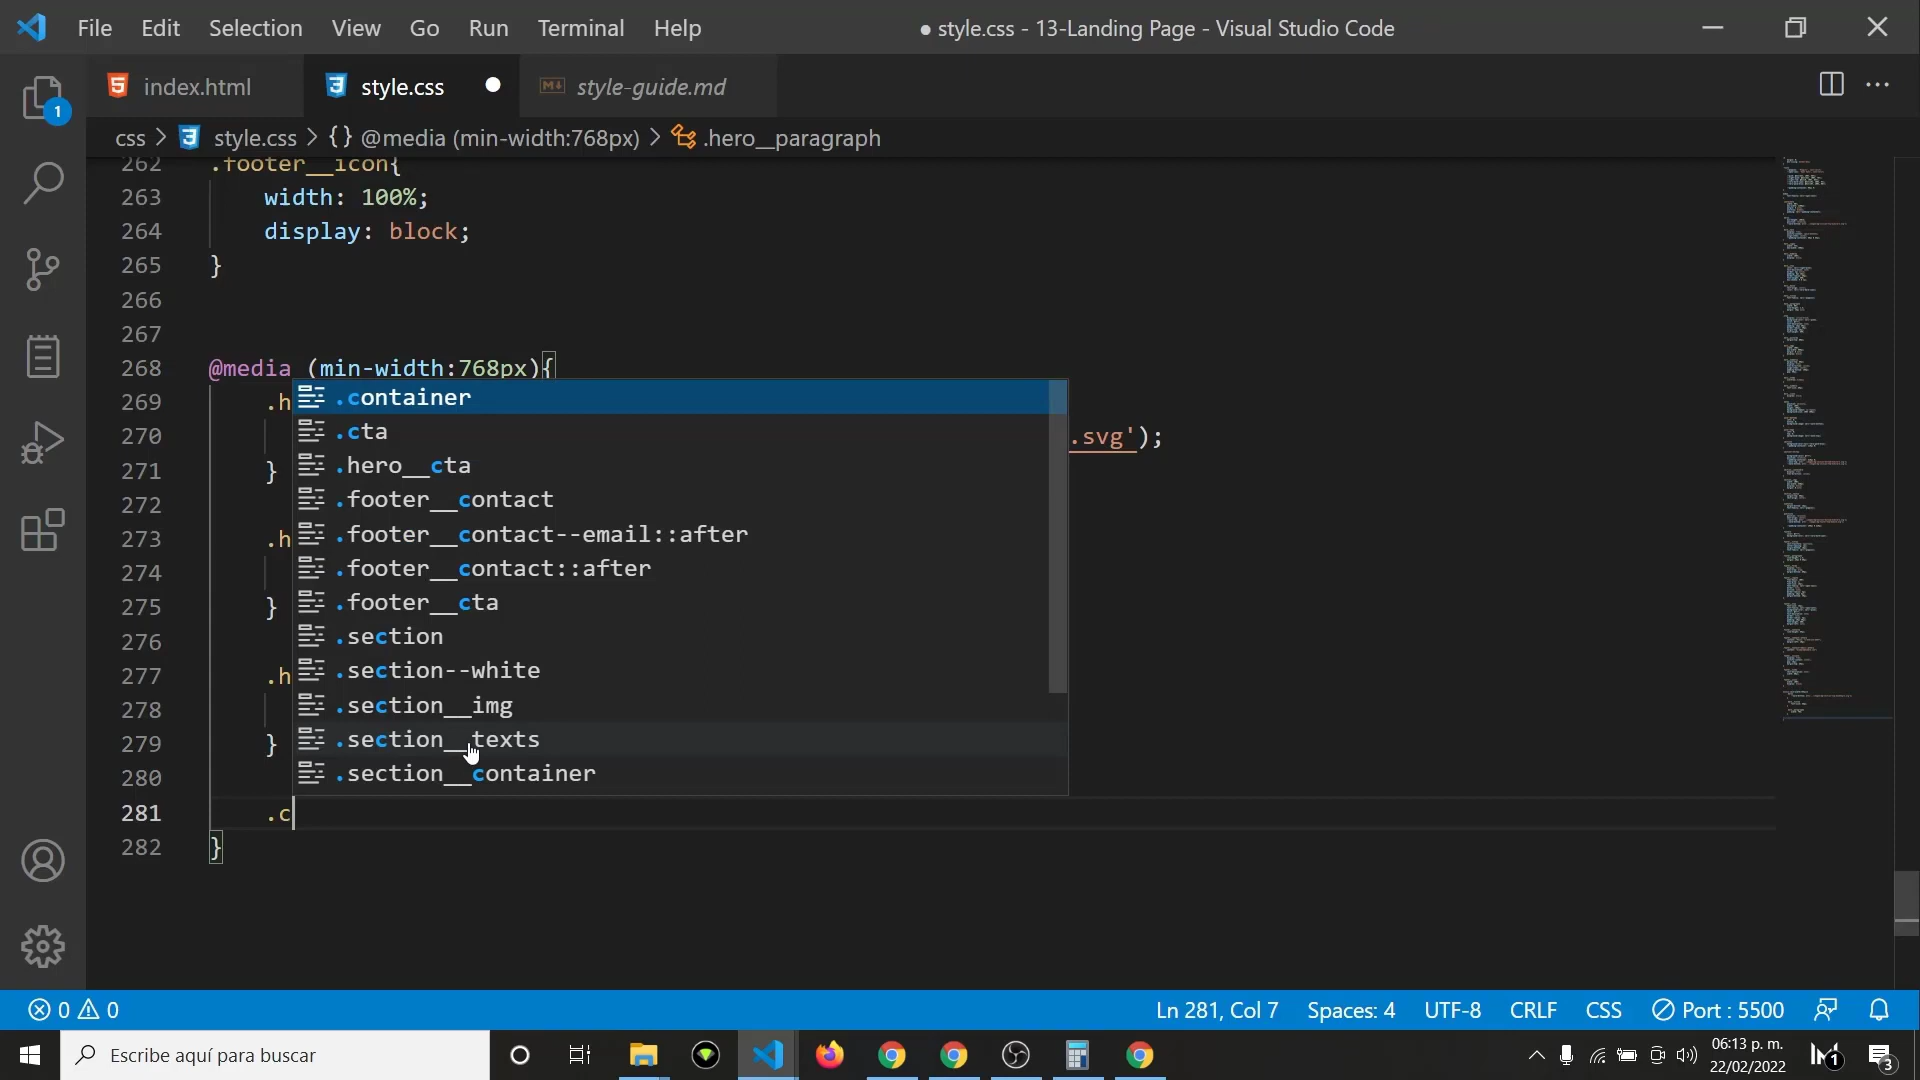 File Edit Selection View Go Run Terminal Help
● style.css - 13-Landing Page - Visual Studio Code
index.html
style.css
style-guide.md
css > style.css > {} @media (min-width:768px) > .hero__paragraph
1
262 .footer__icon{
263 width: 100%;
264 display: block;
265 }
266
267
268 @media (min-width:768px){
269 .h
270 .svg');
271 }
272
273 .h
274
275 }
276
277 .h
278
279 }
280
281 .c
282 }
.container
.cta
.hero__cta
.footer__contact
.footer__contact--email::after
.footer__contact::after
.footer__cta
.section
.section--white
.section__img
.section__texts
.section__container
0 0
Ln 281, Col 7 Spaces: 4 UTF-8 CRLF CSS Port : 5500
Escribe aquí para buscar
06:13 p. m.
22/02/2022
1
3